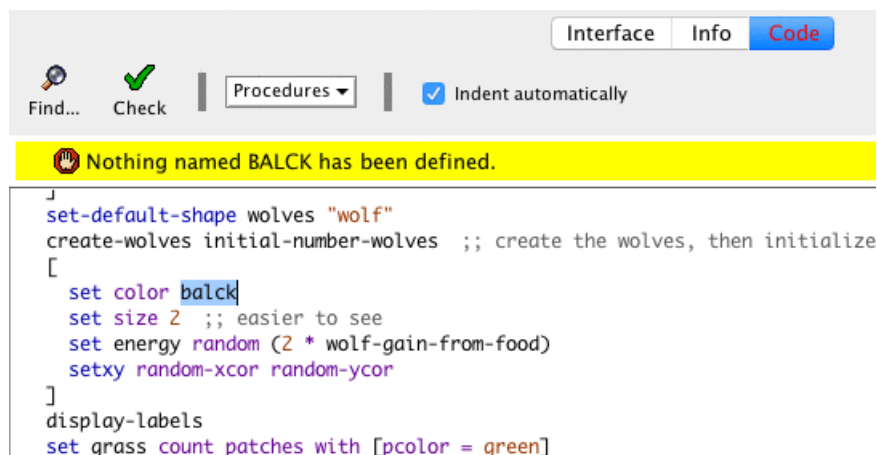 Interface Info Code
Find... Check Procedures Indent automatically
Nothing named BALCK has been defined.
]
set-default-shape wolves "wolf"
create-wolves initial-number-wolves ;; create the wolves, then initialize
[
set color balck
set size 2 ;; easier to see
set energy random (2 * wolf-gain-from-food)
setxy random-xcor random-ycor
]
display-labels
set grass count patches with [pcolor = green]